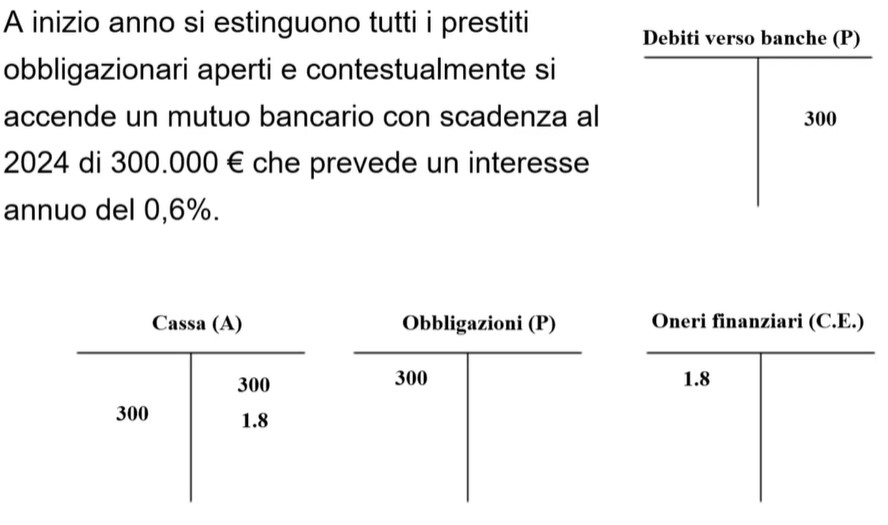 A inizio anno si estinguono tutti i prestiti
obbligazionari aperti e contestualmente si
accende un mutuo bancario con scadenza al
2024 di 300.000 € che prevede un interesse
annuo del 0,6%.
Debiti verso banche (P)
300
Cassa (A)
300
300
1.8
Obbligazioni (P)
300
Oneri finanziari (C.E.)
1.8